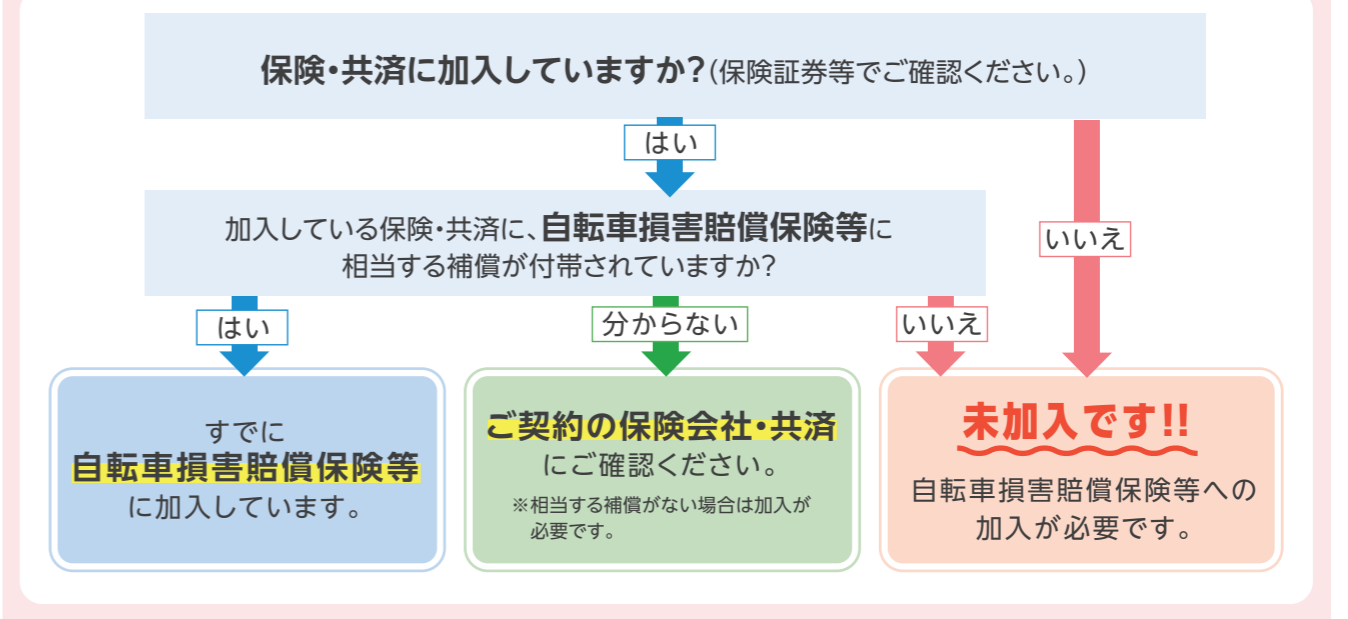 保険・共済に加入していますか？（保険証券等でご確認ください。）
はい
いいえ
加入している保険・共済に、自転車損害賠償保険等に
相当する補償が付帯されていますか？
はい
分からない
いいえ
すでに
自転車損害賠償保険等
に加入しています。
ご契約の保険会社・共済
にご確認ください。
※相当する補償がない場合は加入が
必要です。
未加入です!!
自転車損害賠償保険等への
加入が必要です。